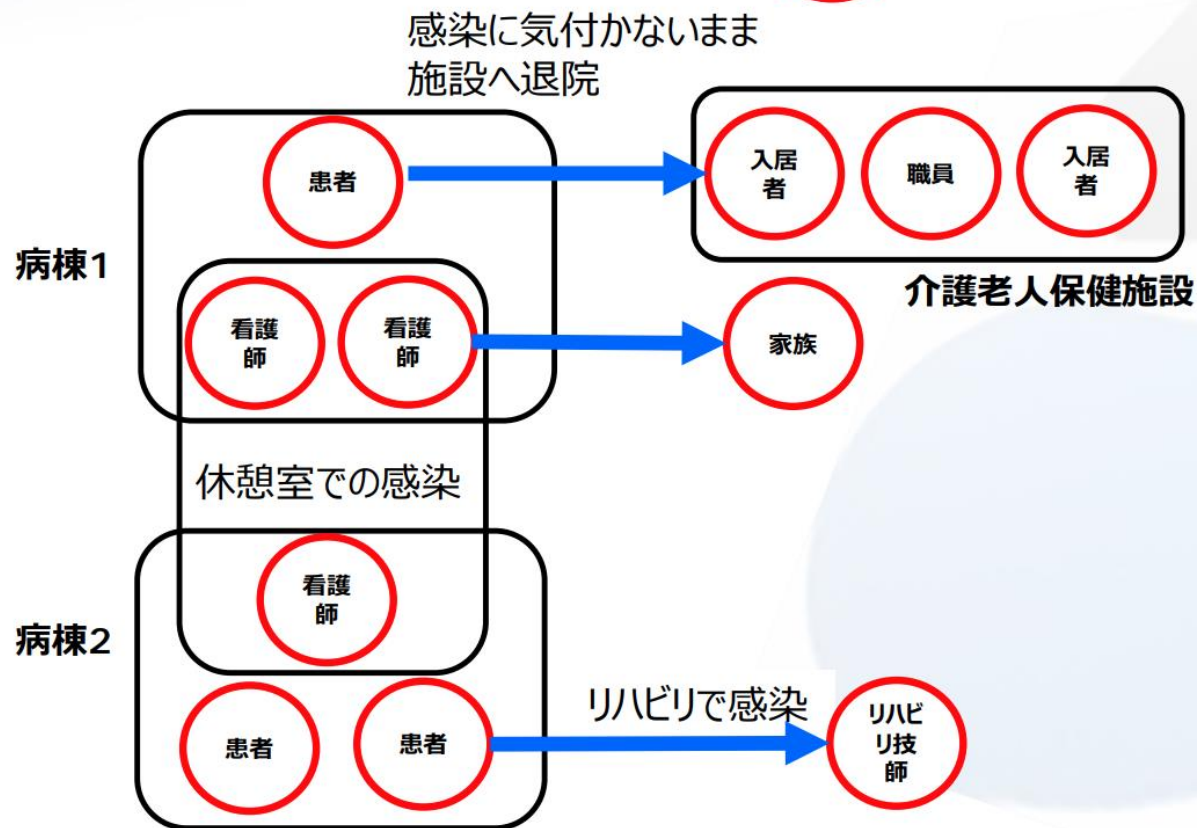 感染に気付かないまま
施設へ退院
患者
入居
者
職員
入居
者
病棟1
介護老人保健施設
看護
師
看護
師
家族
休憩室での感染
看護
師
病棟2
リハビリで感染
患者
患者
リハビ
リ技
師